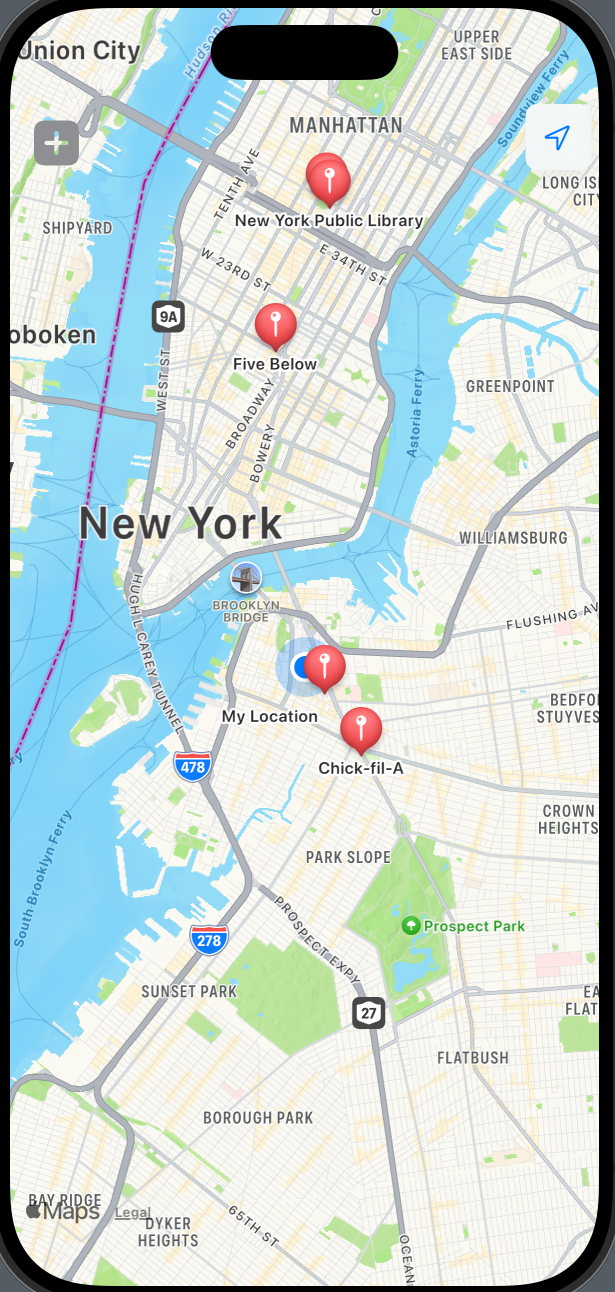 Union City
Hudson Ri
UPPER
EAST SIDE
Soundview Ferry
MANHATTAN
TENTH AVE
LONG IS
CITY
New York Public Library
SHIPYARD
E 34TH ST
W 23RD ST
9A
oboken
WEST ST
Five Below
GREENPOINT
Astoria Ferry
BROADWAY
BOWERY
New York
WILLIAMSBURG
BROOKLYN
BRIDGE
FLUSHING AV
HUGH L CAREY TUNNEL
BEDFO
STUYVES
My Location
478
Chick-fil-A
CROWN
HEIGHTS
South Brooklyn Ferry
PARK SLOPE
Prospect Park
278
PROSPECT EXPY
SUNSET PARK
27
EA
FLAT
FLATBUSH
BOROUGH PARK
BAY RIDGE
Maps
Legal
DYKER
HEIGHTS
65TH ST
OCEAN